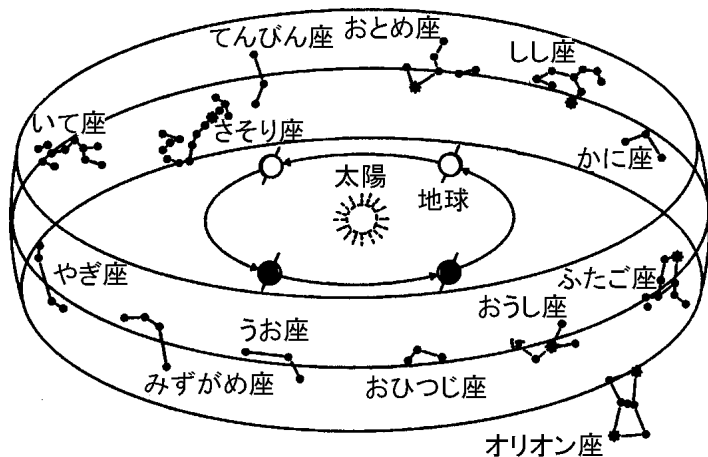 てんびん座
おとめ座
しし座
いて座
さそり座
かに座
太陽
地球
やぎ座
ふたご座
うお座
おうし座
みずがめ座
おひつじ座
オリオン座